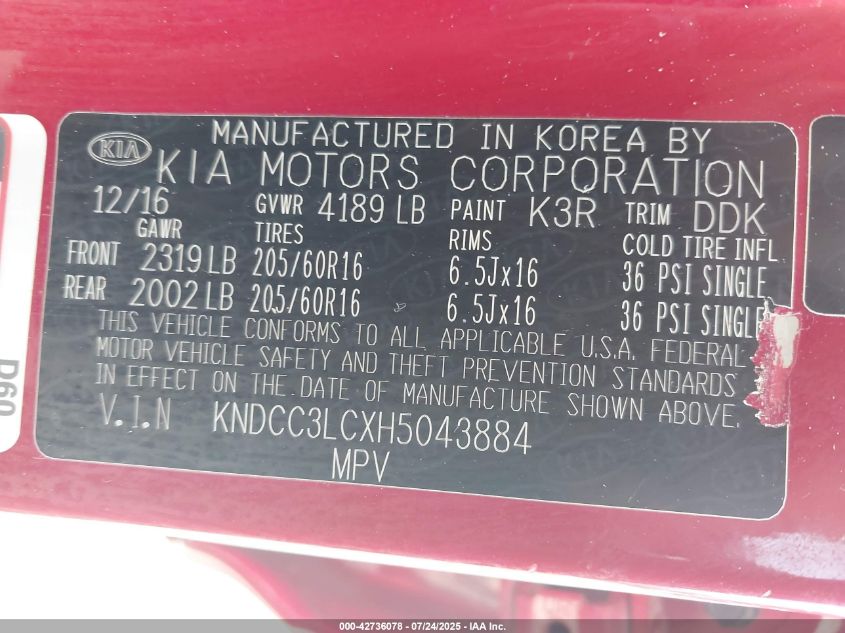 MANUFACTURED IN KOREA BY
KIA KIA MOTORS CORPORATION
12/16 GVWR 4189 LB PAINT K3R TRIM DDK
GAWR TIRES RIMS COLD TIRE INFL
FRONT 2319 LB 205/60R16 6.5Jx16 36 PSI SINGLE
REAR 2002 LB 205/60R16 6.5Jx16 36 PSI SINGLE
THIS VEHICLE CONFORMS TO ALL APPLICABLE U.S.A. FEDERAL
MOTOR VEHICLE SAFETY AND THEFT PREVENTION STANDARDS
IN EFFECT ON THE DATE OF MANUFACTURE SHOWN ABOVE.
V.I.N KNDCC3LCXH5043884
MPV
D60
000-42736078 - 07/24/2025 - IAA Inc.